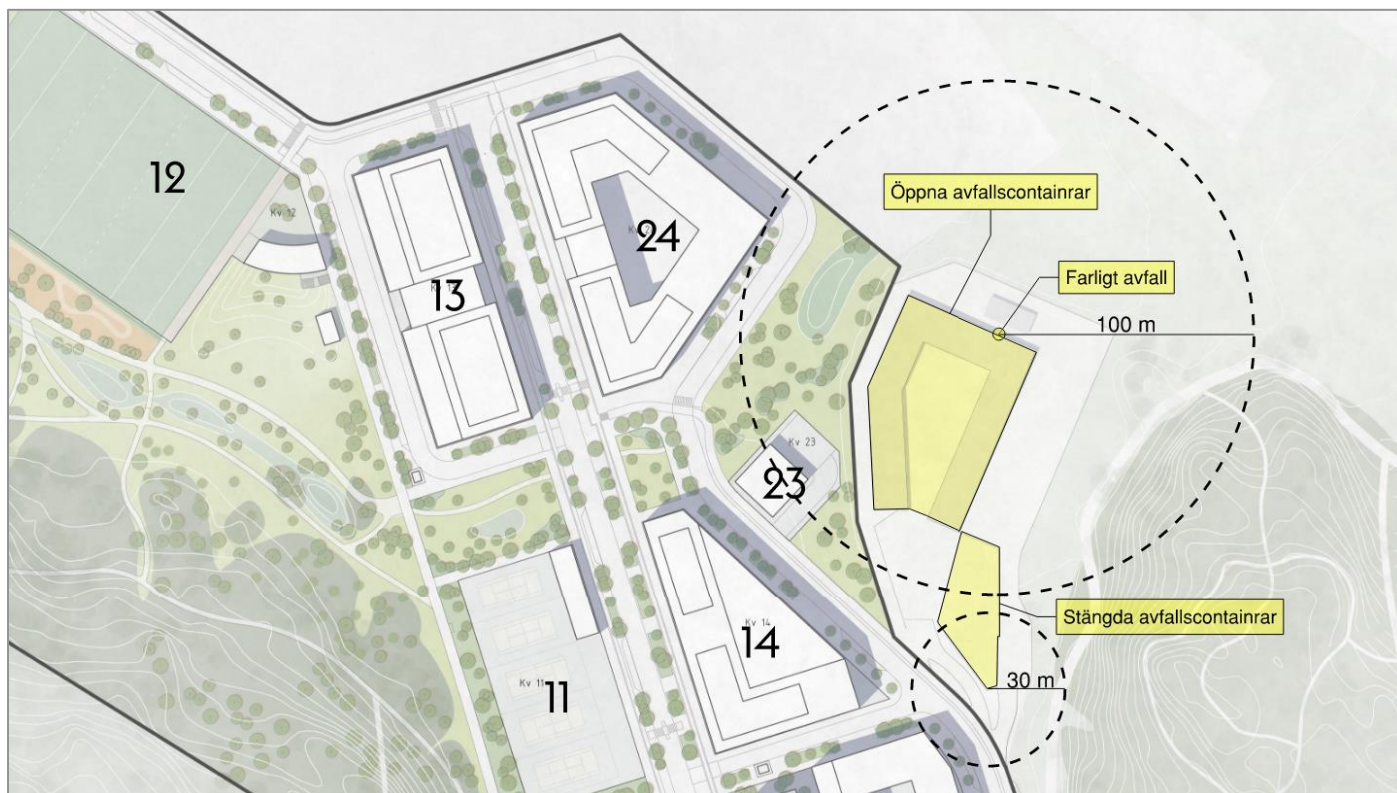 12
Kv 12
13
24
Öppna avfallscontainrar
Farligt avfall
100 m
Kv 23
23
Kv 14
14
Kv 11
11
Stängda avfallscontainrar
30 m